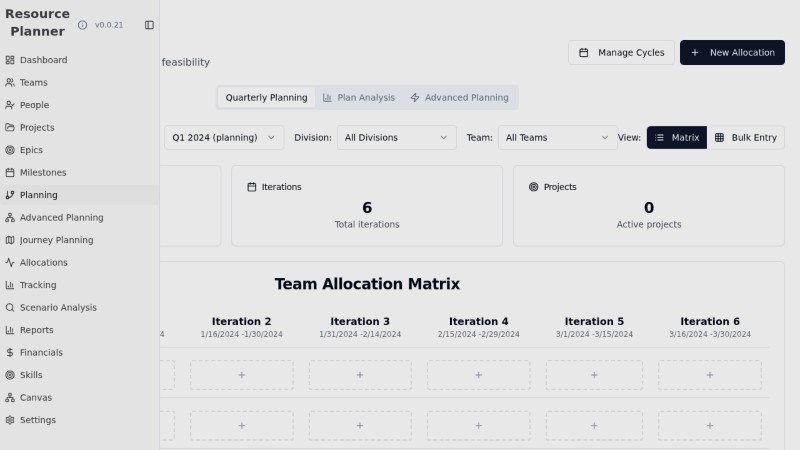 Resource Planner
v0.0.21
Dashboard
Teams
People
Projects
Epics
Milestones
Planning
Advanced Planning
Journey Planning
Allocations
Tracking
Scenario Analysis
Reports
Financials
Skills
Canvas
Settings
feasibility
Manage Cycles
New Allocation
Quarterly Planning
Plan Analysis
Advanced Planning
Q1 2024 (planning)
Division:
All Divisions
Team:
All Teams
View:
Matrix
Bulk Entry
Iterations
6
Total iterations
Projects
0
Active projects
Team Allocation Matrix
4
Iteration 2
1/16/2024 -1/30/2024
Iteration 3
1/31/2024 -2/14/2024
Iteration 4
2/15/2024 -2/29/2024
Iteration 5
3/1/2024 -3/15/2024
Iteration 6
3/16/2024 -3/30/2024
+ + + + +
+ + + + +